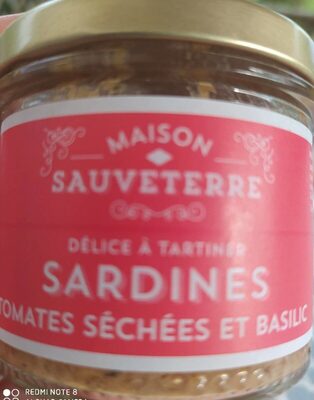 MAISON
SAUVETERRE
DÉLICE À TARTINER
SARDINES
TOMATES SÉCHÉES ET BASILIC
REDMI NOTE 8